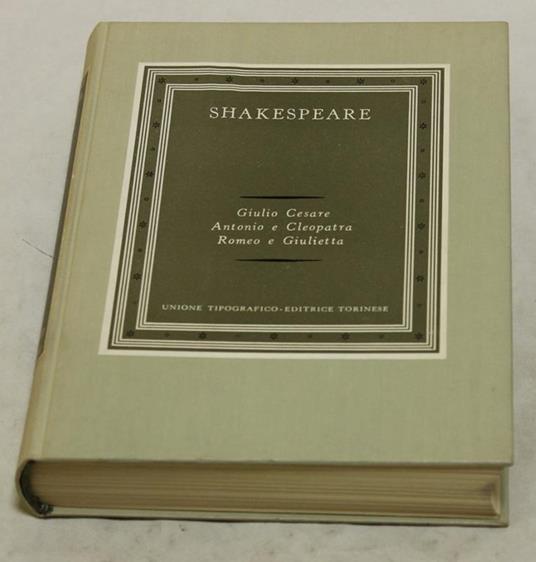 SHAKESPEARE
Giulio Cesare
Antonio e Cleopatra
Romeo e Giulietta
UNIONE TIPOGRAFICO-EDITRICE TORINESE